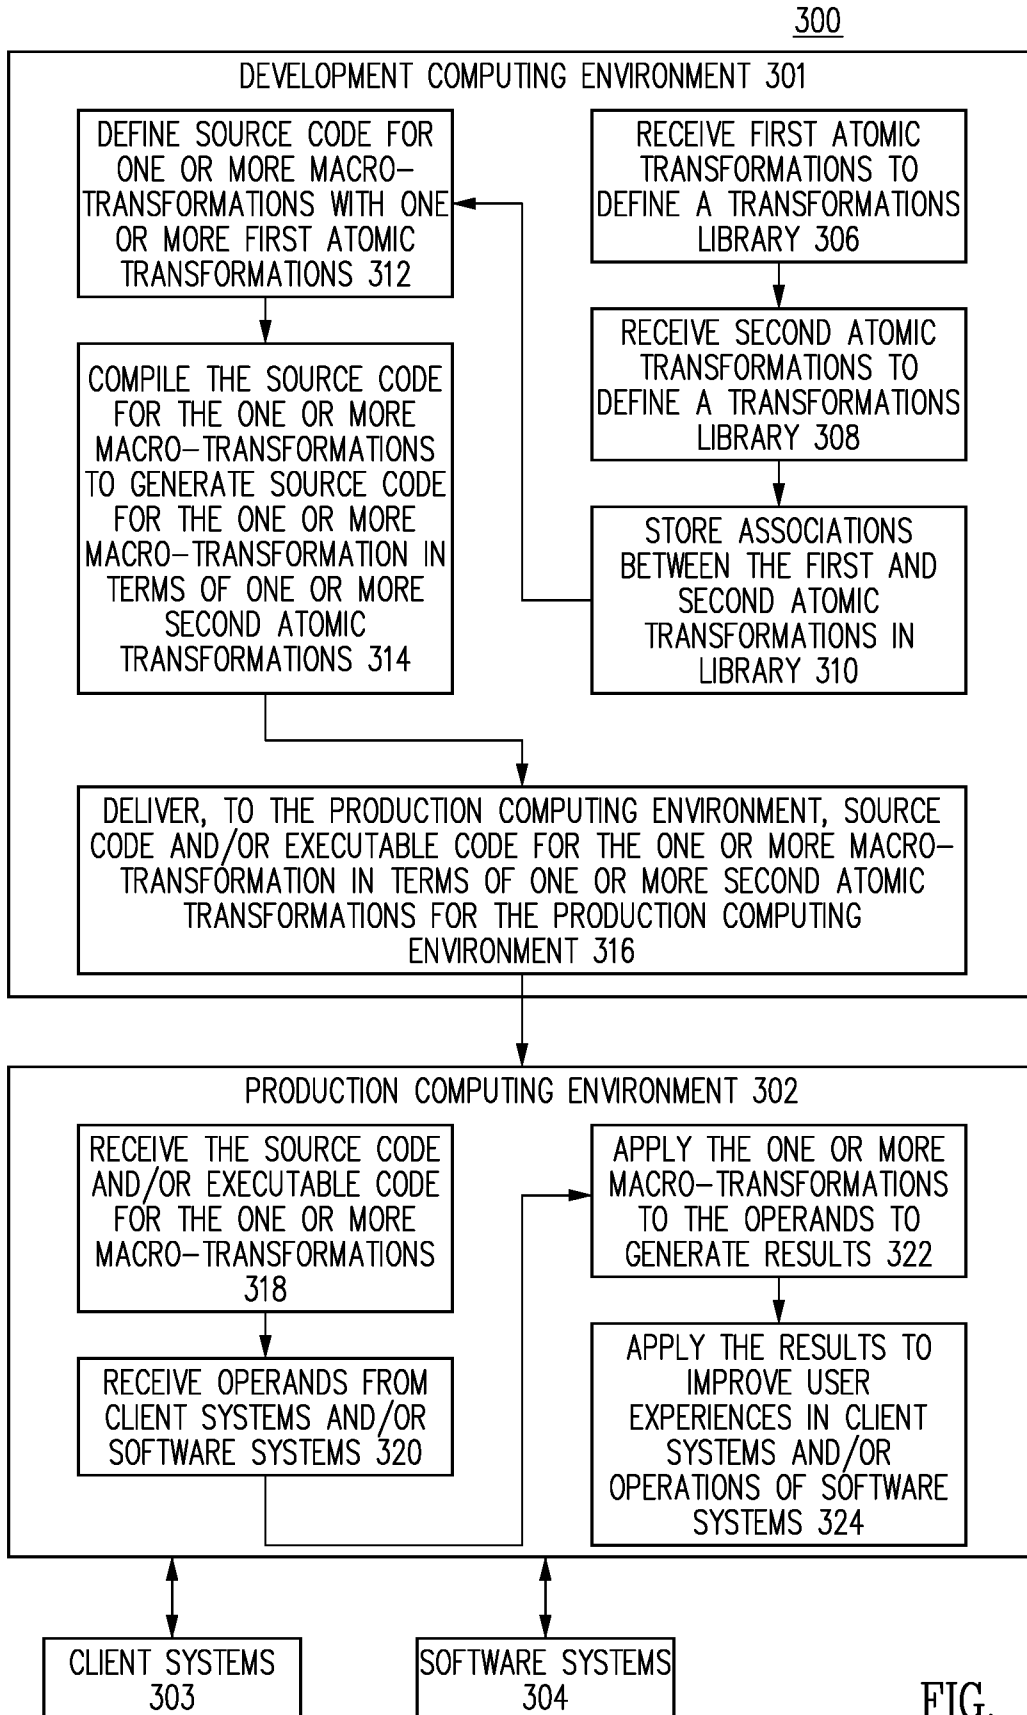 300
DEVELOPMENT COMPUTING ENVIRONMENT 301
DEFINE SOURCE CODE FOR
ONE OR MORE MACRO-
TRANSFORMATIONS WITH ONE
OR MORE FIRST ATOMIC
TRANSFORMATIONS 312
RECEIVE FIRST ATOMIC
TRANSFORMATIONS TO
DEFINE A TRANSFORMATIONS
LIBRARY 306
COMPILE THE SOURCE CODE
FOR THE ONE OR MORE
MACRO-TRANSFORMATIONS
TO GENERATE SOURCE CODE
FOR THE ONE OR MORE
MACRO-TRANSFORMATION IN
TERMS OF ONE OR MORE
SECOND ATOMIC
TRANSFORMATIONS 314
RECEIVE SECOND ATOMIC
TRANSFORMATIONS TO
DEFINE A TRANSFORMATIONS
LIBRARY 308
STORE ASSOCIATIONS
BETWEEN THE FIRST AND
SECOND ATOMIC
TRANSFORMATIONS IN
LIBRARY 310
DELIVER, TO THE PRODUCTION COMPUTING ENVIRONMENT, SOURCE
CODE AND/OR EXECUTABLE CODE FOR THE ONE OR MORE MACRO-
TRANSFORMATION IN TERMS OF ONE OR MORE SECOND ATOMIC
TRANSFORMATIONS FOR THE PRODUCTION COMPUTING
ENVIRONMENT 316
PRODUCTION COMPUTING ENVIRONMENT 302
RECEIVE THE SOURCE CODE
AND/OR EXECUTABLE CODE
FOR THE ONE OR MORE
MACRO-TRANSFORMATIONS
318
RECEIVE OPERANDS FROM
CLIENT SYSTEMS AND/OR
SOFTWARE SYSTEMS 320
APPLY THE ONE OR MORE
MACRO-TRANSFORMATIONS
TO THE OPERANDS TO
GENERATE RESULTS 322
APPLY THE RESULTS TO
IMPROVE USER
EXPERIENCES IN CLIENT
SYSTEMS AND/OR
OPERATIONS OF SOFTWARE
SYSTEMS 324
CLIENT SYSTEMS
303
SOFTWARE SYSTEMS
304
FIG.